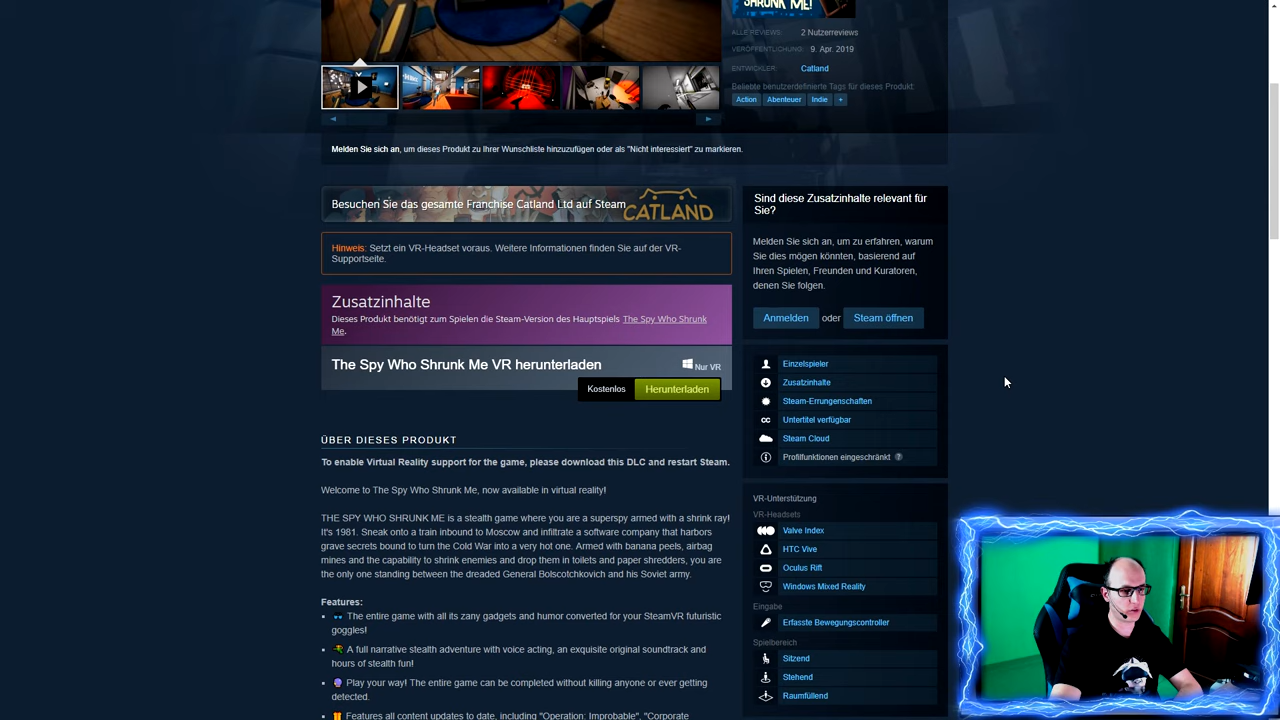 SHRUNK ME!
ALLE REVIEWS: 2 Nutzerreviews
VERÖFFENTLICHUNG: 9. Apr. 2019
ENTWICKLER: Catland
Beliebte benutzerdefinierte Tags für dieses Produkt:
Action Abenteuer Indie +
Melden Sie sich an, um dieses Produkt zu Ihrer Wunschliste hinzuzufügen oder als "Nicht interessiert" zu markieren.
Besuchen Sie das gesamte Franchise Catland Ltd auf Steam
CATLAND
Hinweis: Setzt ein VR-Headset voraus. Weitere Informationen finden Sie auf der VR-
Supportseite.
Zusatzinhalte
Dieses Produkt benötigt zum Spielen die Steam-Version des Hauptspiels The Spy Who Shrunk
Me.
The Spy Who Shrunk Me VR herunterladen
Nur VR
Kostenlos Herunterladen
ÜBER DIESES PRODUKT
To enable Virtual Reality support for the game, please download this DLC and restart Steam.
Welcome to The Spy Who Shrunk Me, now available in virtual reality!
THE SPY WHO SHRUNK ME is a stealth game where you are a superspy armed with a shrink ray!
It's 1981. Sneak onto a train inbound to Moscow and infiltrate a software company that harbors
grave secrets bound to turn the Cold War into a very hot one. Armed with banana peels, airbag
mines and the capability to shrink enemies and drop them in toilets and paper shredders, you are
the only one standing between the dreaded General Bolscotchkovich and his Soviet army.
Features:
The entire game with all its zany gadgets and humor converted for your SteamVR futuristic
goggles!
A full narrative stealth adventure with voice acting, an exquisite original soundtrack and
hours of stealth fun!
Play your way! The entire game can be completed without killing anyone or ever getting
detected.
Features all content updates to date, including "Operation: Improbable", "Corporate
Sind diese Zusatzinhalte relevant für
Sie?
Melden Sie sich an, um zu erfahren, warum
Sie dies mögen könnten, basierend auf
Ihren Spielen, Freunden und Kuratoren,
denen Sie folgen.
Anmelden oder Steam öffnen
Einzelspieler
Zusatzinhalte
Steam-Errungenschaften
CC Untertitel verfügbar
Steam Cloud
Profilfunktionen eingeschränkt ?
VR-Unterstützung
VR-Headsets
Valve Index
HTC Vive
Oculus Rift
Windows Mixed Reality
Eingabe
Erfasste Bewegungscontroller
Spielbereich
Sitzend
Stehend
Raumfüllend